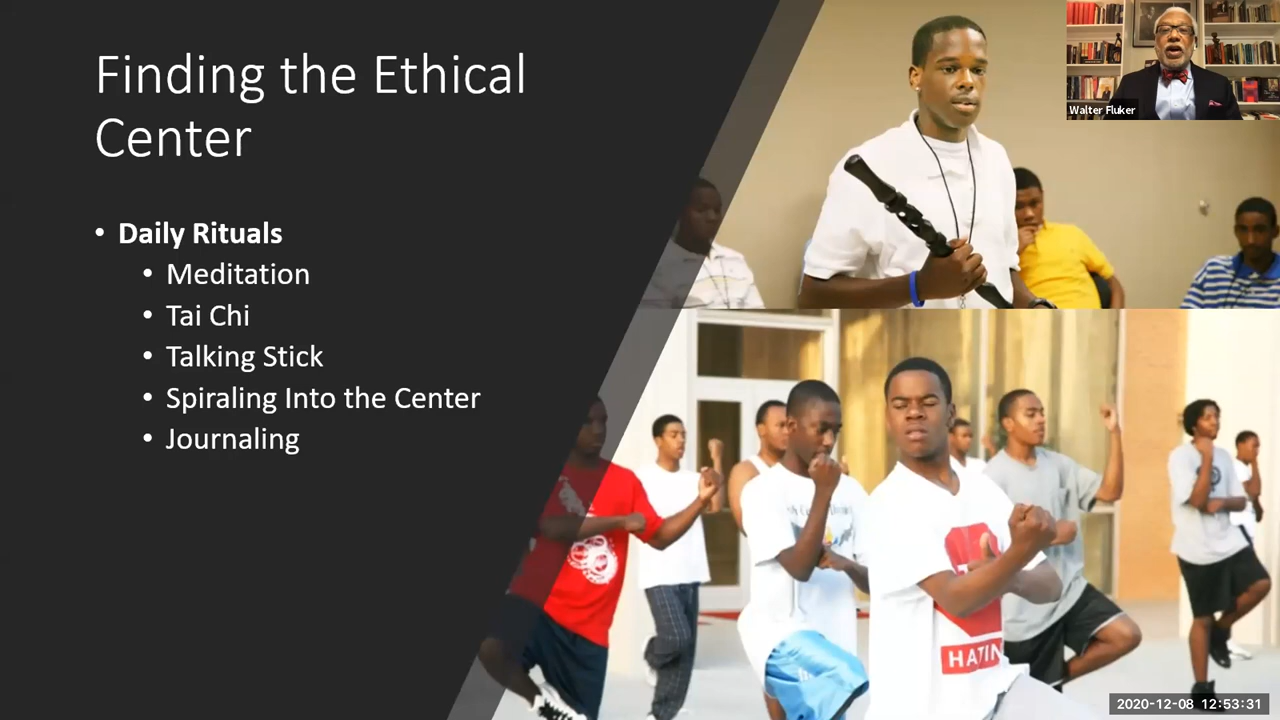 Finding the Ethical
Center
• Daily Rituals
• Meditation
• Tai Chi
• Talking Stick
• Spiraling Into the Center
• Journaling
Walter Fluker
HATIN
2020-12-08 12:53:31